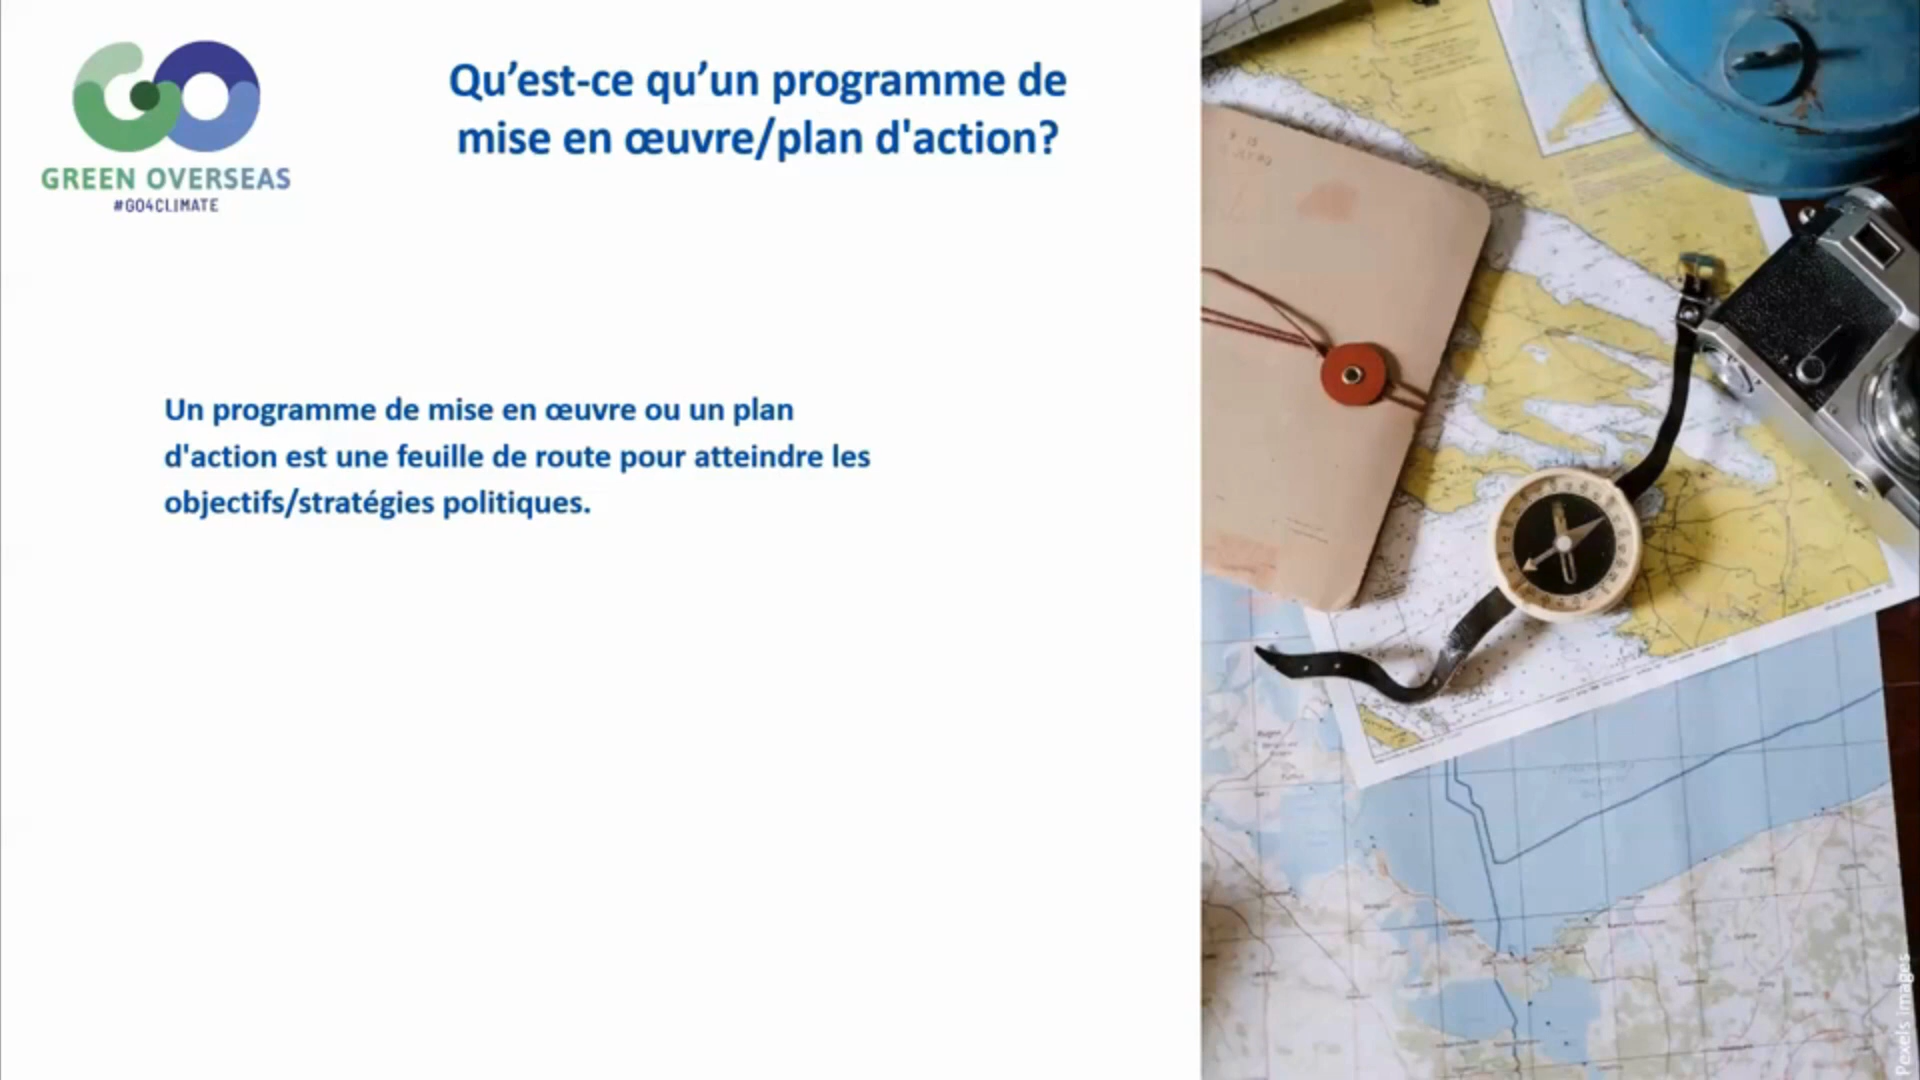 GREEN OVERSEAS
#GO4CLIMATE
Qu’est-ce qu’un programme de
mise en œuvre/plan d'action?
Un programme de mise en œuvre ou un plan
d'action est une feuille de route pour atteindre les
objectifs/stratégies politiques.
Pexels images